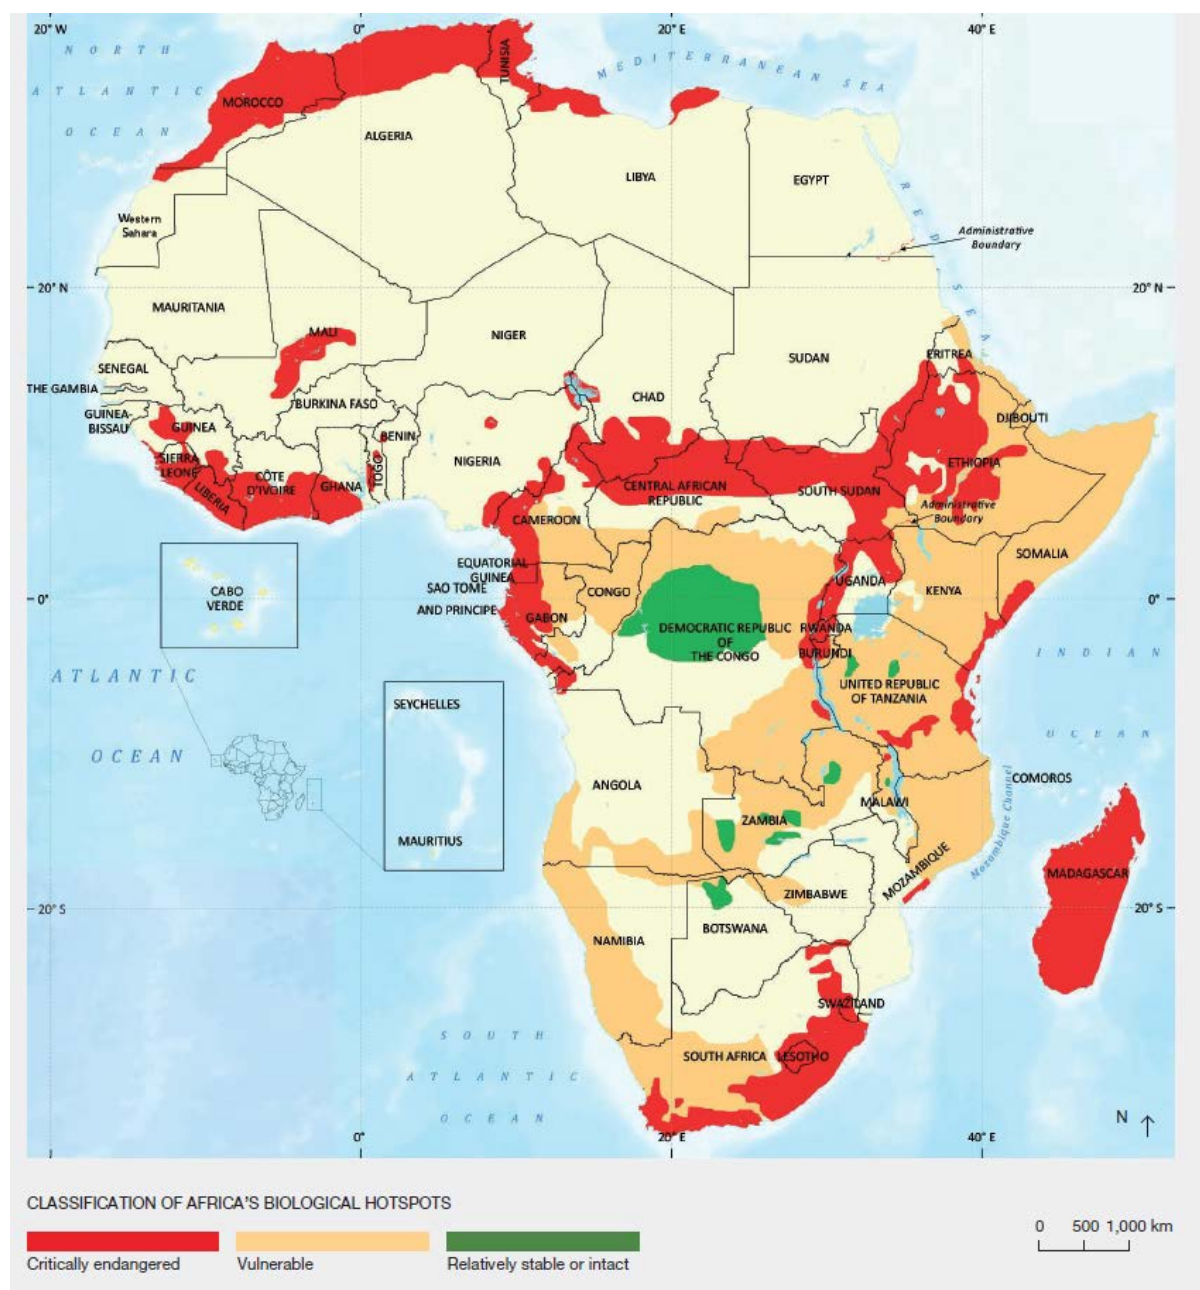 20° W
0°
20° E
40° E
NORTH
ATLANTIC
OCEAN
MEDITERRANEAN SEA
TUNISIA
MOROCCO
ALGERIA
LIBYA
EGYPT
RED SEA
Western
Sahara
Administrative
Boundary
20° N
20° N
MAURITANIA
MALI
NIGER
SUDAN
ERITREA
SENEGAL
THE GAMBIA
CHAD
BURKINA FASO
GUINEA-
BISSAU
GUINEA
DJIBOUTI
BENIN
NIGERIA
SIERRA
LEONE
CÔTE
D'IVOIRE
GHANA
TOGO
LIBERIA
ETHIOPIA
CENTRAL AFRICAN
REPUBLIC
SOUTH SUDAN
Administrative
Boundary
CAMEROON
SOMALIA
EQUATORIAL
GUINEA
UGANDA
SAO TOME
AND PRINCIPE
CABO
VERDE
CONGO
KENYA
0°
0°
GABON
DEMOCRATIC REPUBLIC
OF
THE CONGO
RWANDA
BURUNDI
INDIAN
OCEAN
ATLANTIC
OCEAN
UNITED REPUBLIC
OF TANZANIA
SEYCHELLES
MAURITIUS
ANGOLA
COMOROS
MALAWI
ZAMBIA
Mozambique Channel
MOZAMBIQUE
MADAGASCAR
ZIMBABWE
20° S
20° S
BOTSWANA
NAMIBIA
SWAZILAND
SOUTH
ATLANTIC
OCEAN
SOUTH AFRICA
LESOTHO
N
0°
20° E
40° E
CLASSIFICATION OF AFRICA'S BIOLOGICAL HOTSPOTS
Critically endangered
Vulnerable
Relatively stable or intact
0 500 1,000 km